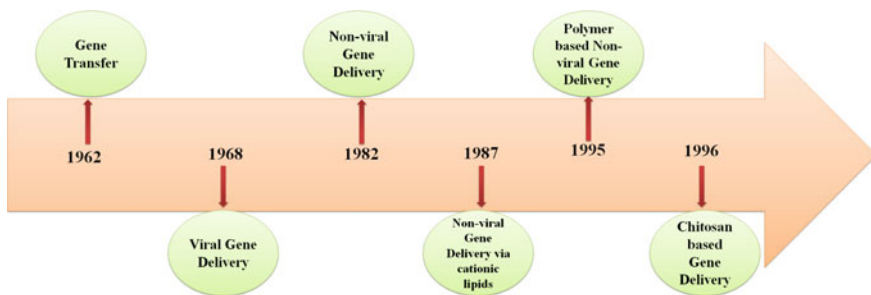 Gene
Transfer
1962
1968
Viral Gene
Delivery
Non-viral
Gene
Delivery
1982
1987
Non-viral Gene
Delivery via
cationic
lipids
Polymer
based Non-
viral Gene
Delivery
1995
1996
Chitosan
based
Gene
Delivery